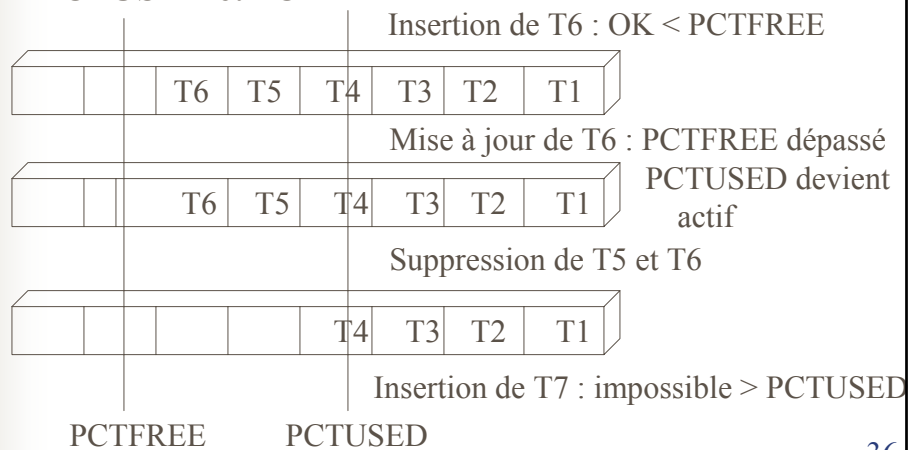 Insertion de T6 : OK < PCTFREE
T6 T5 T4 T3 T2 T1
Mise à jour de T6 : PCTFREE dépassé
PCTUSED devient
actif
T6 T5 T4 T3 T2 T1
Suppression de T5 et T6
T4 T3 T2 T1
Insertion de T7 : impossible > PCTUSED
PCTFREE PCTUSED